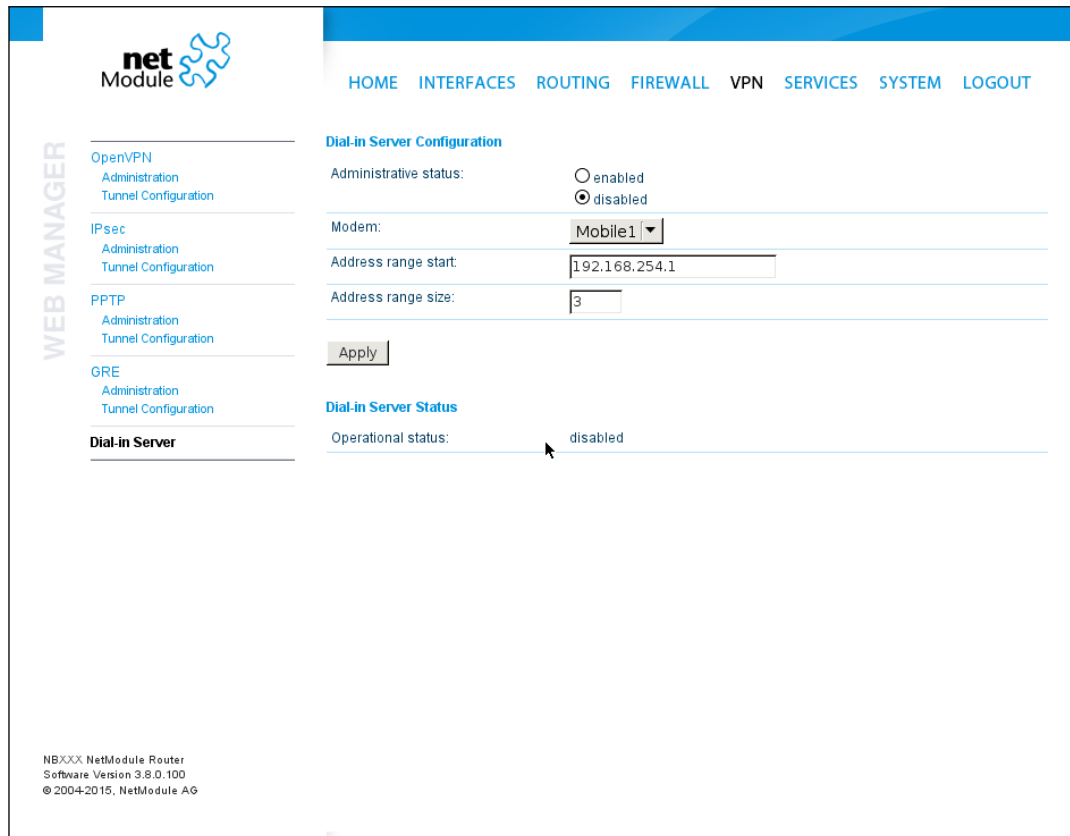 net
Module
HOME INTERFACES ROUTING FIREWALL VPN SERVICES SYSTEM LOGOUT
WEB MANAGER
OpenVPN
Administration
Tunnel Configuration
IPsec
Administration
Tunnel Configuration
PPTP
Administration
Tunnel Configuration
GRE
Administration
Tunnel Configuration
Dial-in Server
Dial-in Server Configuration
Administrative status:
enabled
disabled
Modem: Mobile1
Address range start: 192.168.254.1
Address range size: 3
Apply
Dial-in Server Status
Operational status: disabled
NBXXX NetModule Router
Software Version 3.8.0.100
© 2004-2015, NetModule AG